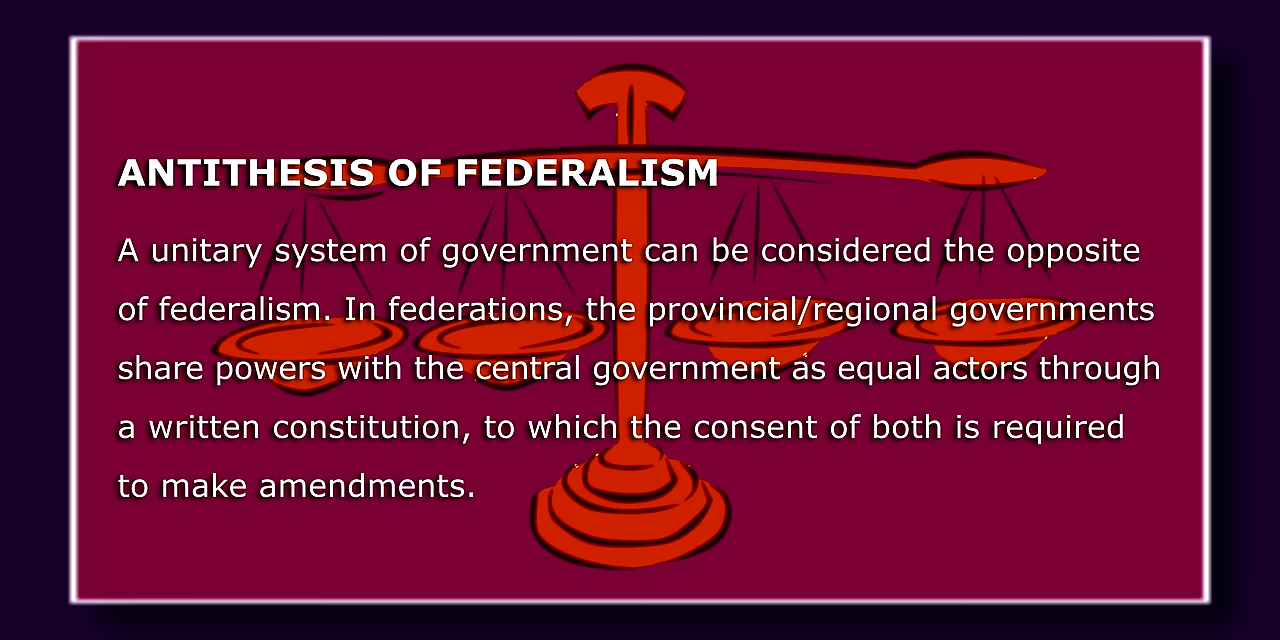 ANTITHESIS OF FEDERALISM
A unitary system of government can be considered the opposite
of federalism. In federations, the provincial/regional governments
share powers with the central government as equal actors through
a written constitution, to which the consent of both is required
to make amendments.